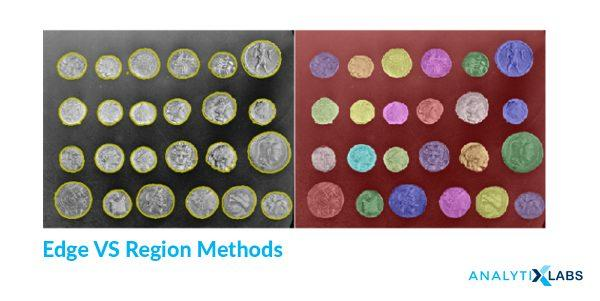 Edge VS Region Methods
ANALYTIXLABS